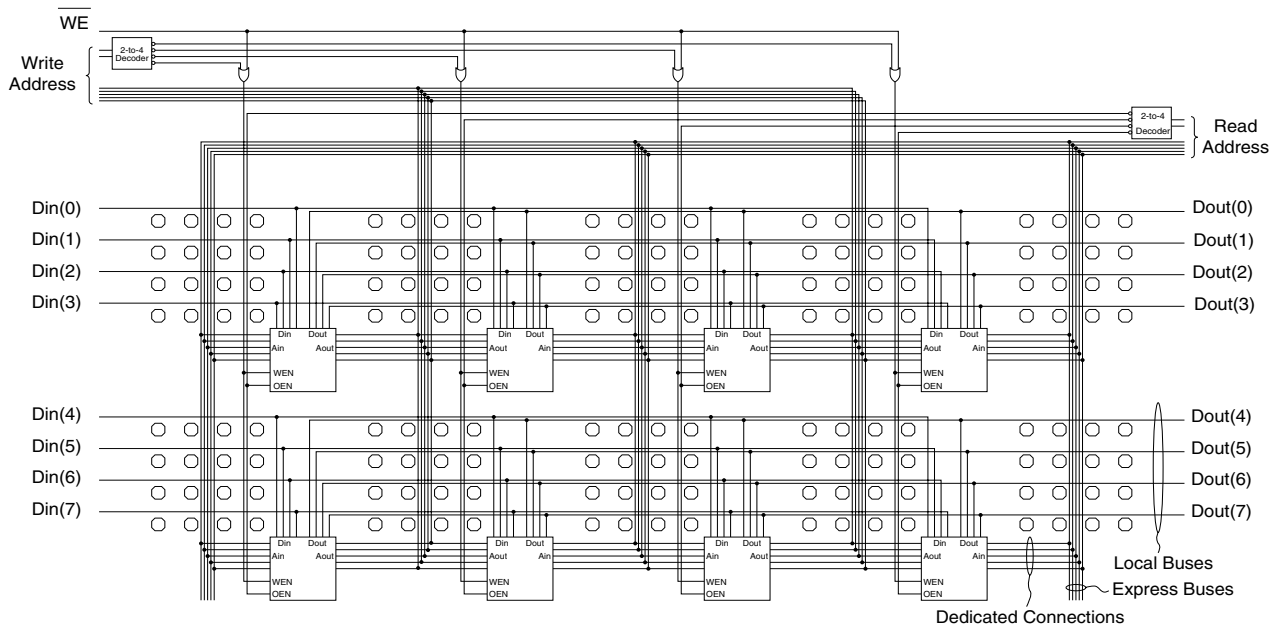 WE
2-to-4
Decoder
Write
Address
2-to-4
Decoder
Read
Address
Din(0)
Dout(0)
Din(1)
Dout(1)
Din(2)
Dout(2)
Din(3)
Dout(3)
Din Dout Din Dout Din Dout Din Dout
Ain Aout Aout Ain Ain Aout Aout Ain
WEN WEN WEN WEN
OEN OEN OEN OEN
Din(4)
Dout(4)
Din(5)
Dout(5)
Din(6)
Dout(6)
Din(7)
Dout(7)
Din Dout Din Dout Din Dout Din Dout
Ain Aout Aout Ain Ain Aout Aout Ain
WEN WEN WEN WEN
OEN OEN OEN OEN
Local Buses
Express Buses
Dedicated Connections